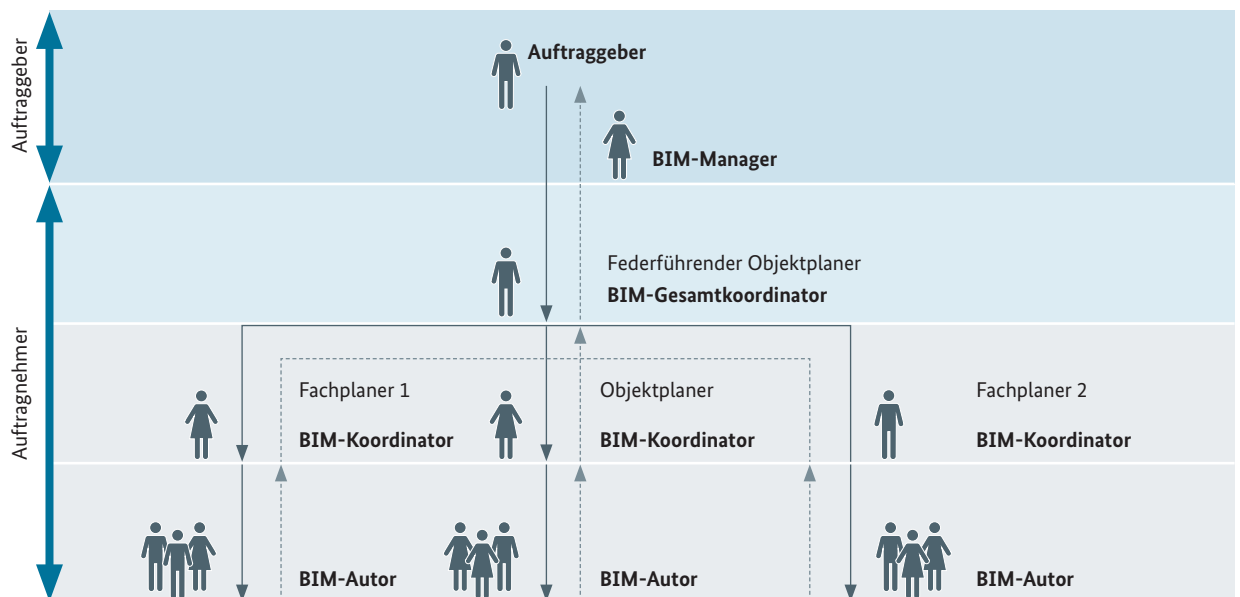 Auftraggeber
Auftraggeber
BIM-Manager
Auftragnehmer
Federführender Objektplaner
BIM-Gesamtkoordinator
Fachplaner 1
BIM-Koordinator
Objektplaner
BIM-Koordinator
Fachplaner 2
BIM-Koordinator
BIM-Autor
BIM-Autor
BIM-Autor